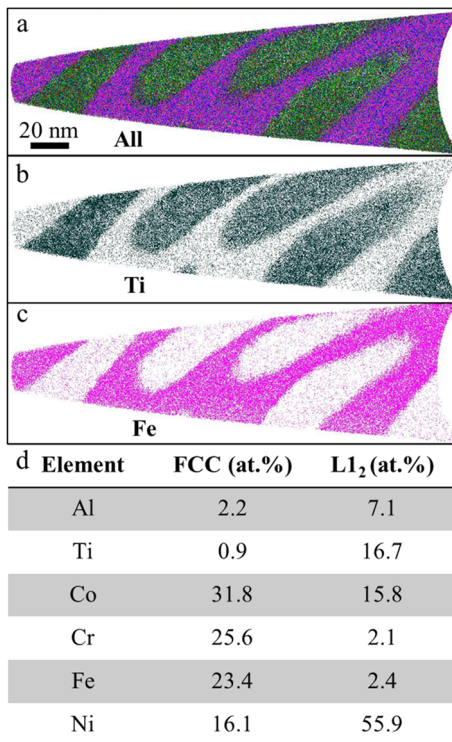 a
20 nm
All
b
Ti
c
Fe
d Element FCC (at.%) L1₂ (at.%)
Al 2.2 7.1
Ti 0.9 16.7
Co 31.8 15.8
Cr 25.6 2.1
Fe 23.4 2.4
Ni 16.1 55.9